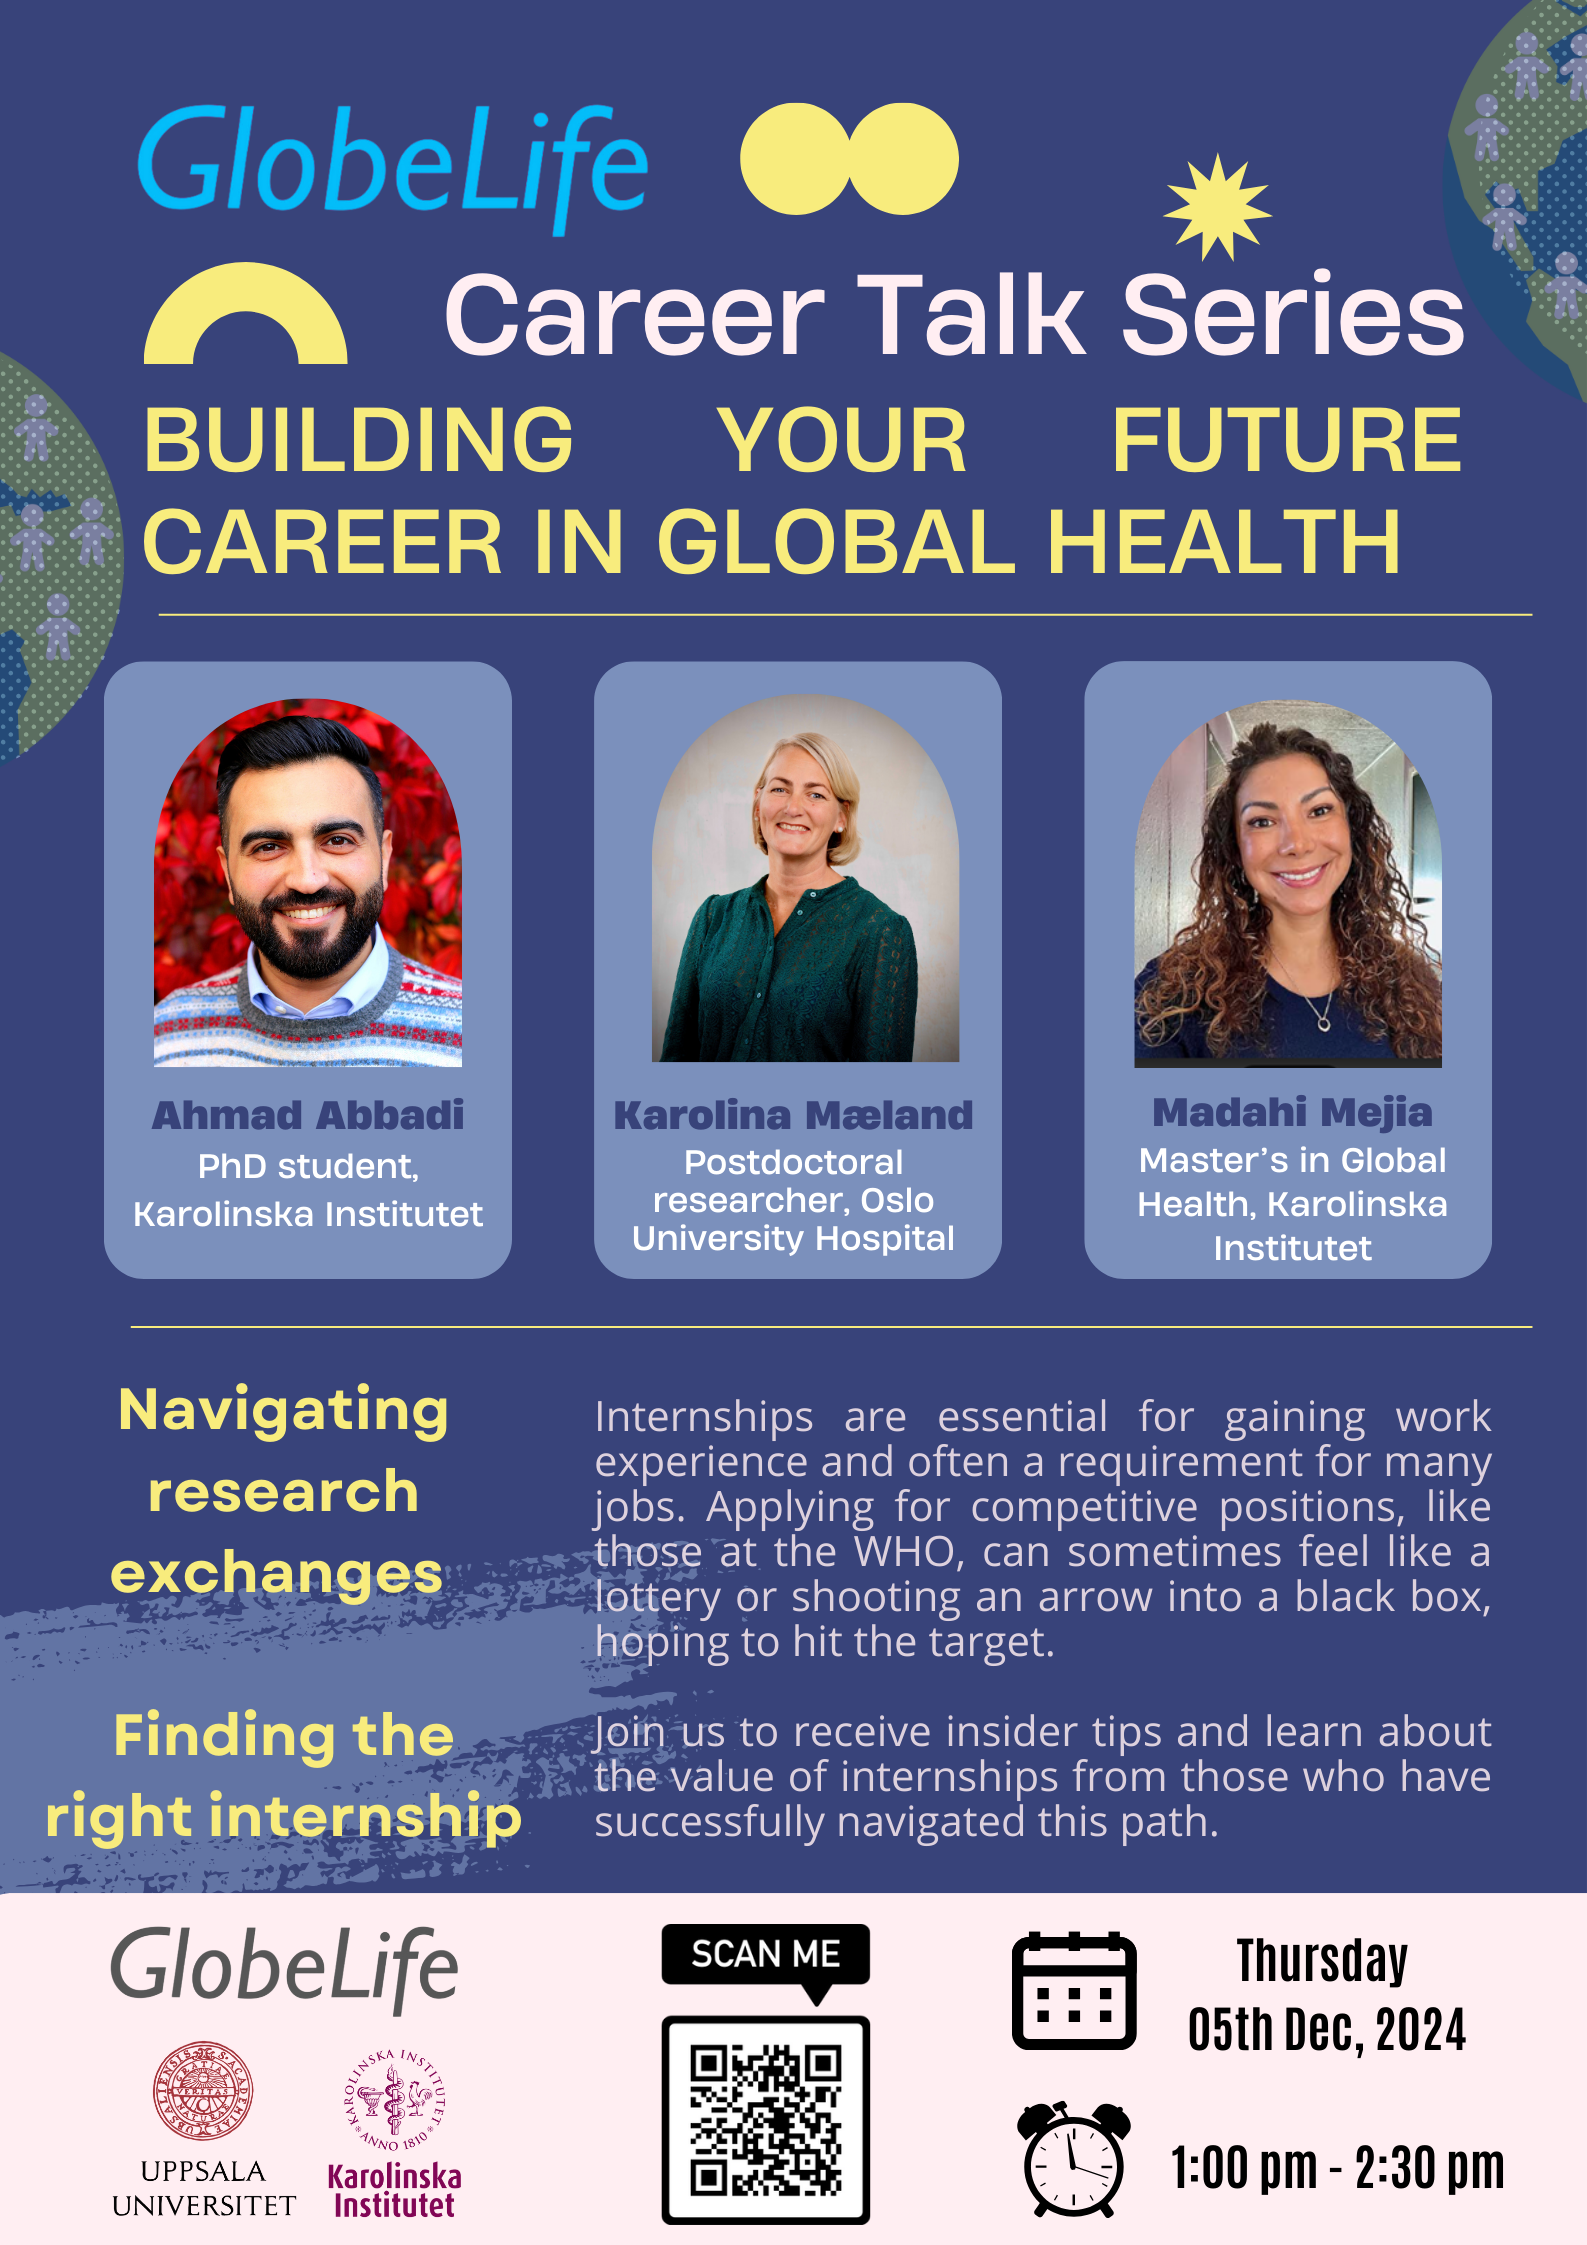 GlobeLife
Career Talk Series
BUILDING YOUR FUTURE
CAREER IN GLOBAL HEALTH
Ahmad Abbadi
PhD student,
Karolinska Institutet
Karolina Mæland
Postdoctoral
researcher, Oslo
University Hospital
Madahi Mejia
Master's in Global
Health, Karolinska
Institutet
Navigating
research
exchanges
Finding the
right internship
Internships are essential for gaining work
experience and often a requirement for many
jobs. Applying for competitive positions, like
those at the WHO, can sometimes feel like a
lottery or shooting an arrow into a black box,
hoping to hit the target.
Join us to receive insider tips and learn about
the value of internships from those who have
successfully navigated this path.
GlobeLife
UPPSALA
UNIVERSITET
KAROLINSKA INSTITUTET
ANNO 1810
Karolinska
Institutet
SCAN ME
Thursday
05th Dec, 2024
1:00 pm - 2:30 pm